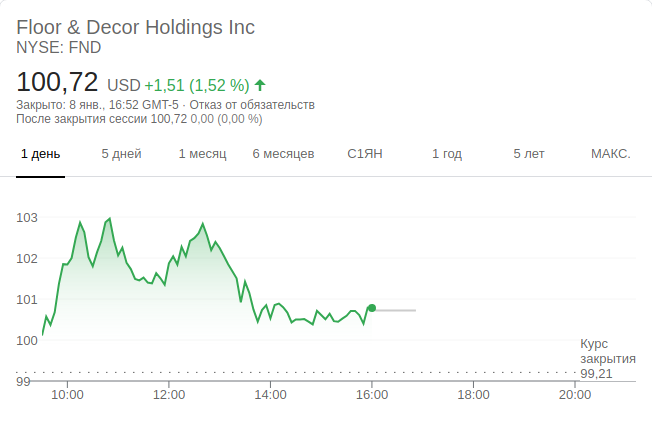 Floor & Decor Holdings Inc
NYSE: FND
100,72 USD +1,51 (1,52 %)
Закрыто: 8 янв., 16:52 GMT-5 · Отказ от обязательств
После закрытия сессии 100,72 0,00 (0,00 %)
1 день 5 дней 1 месяц 6 месяцев С1ЯН 1 год 5 лет МАКС.
103
102
101
100
Курс
закрытия
99,21
99
10:00 12:00 14:00 16:00 18:00 20:00